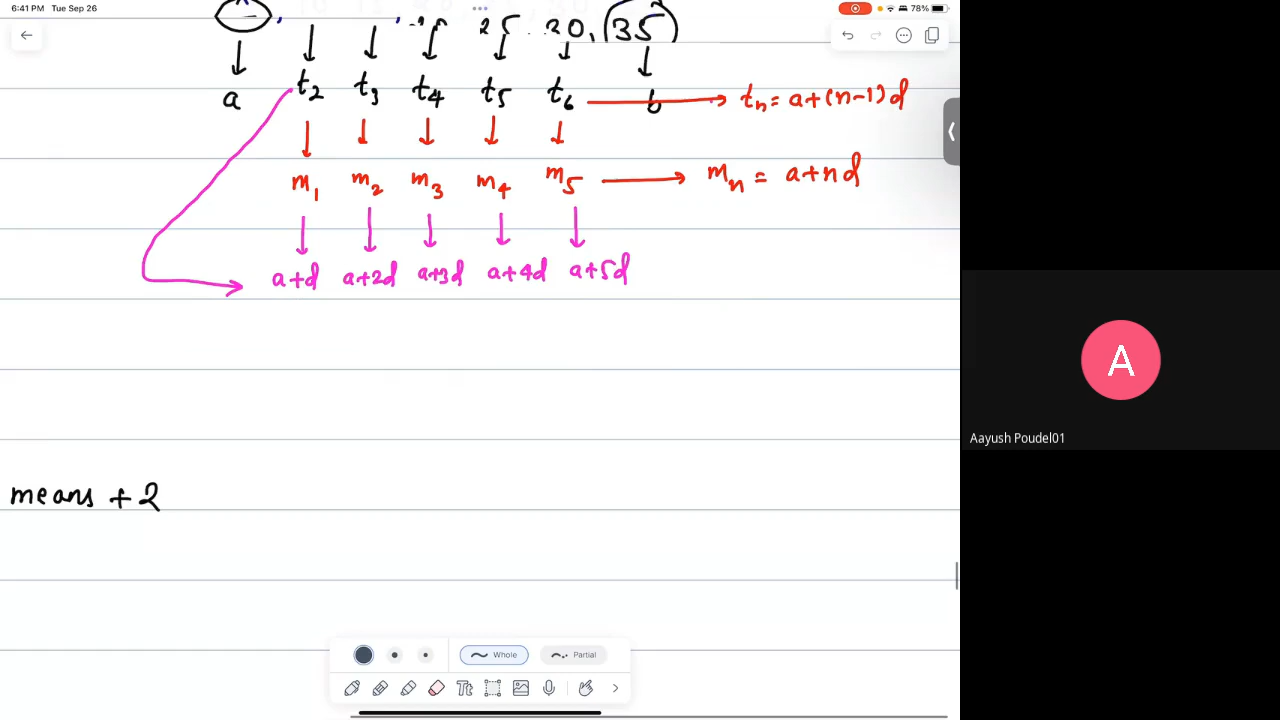 6:41 PM Tue Sep 26
78%
25 30, 35
a t2 t3 t4 t5 t6 b tn = a+(n-1)d
m1 m2 m3 m4 m5 mn = a+nd
a+d a+2d a+3d a+4d a+5d
A
Aayush Poudel01
means + 2
Whole Partial
Tt